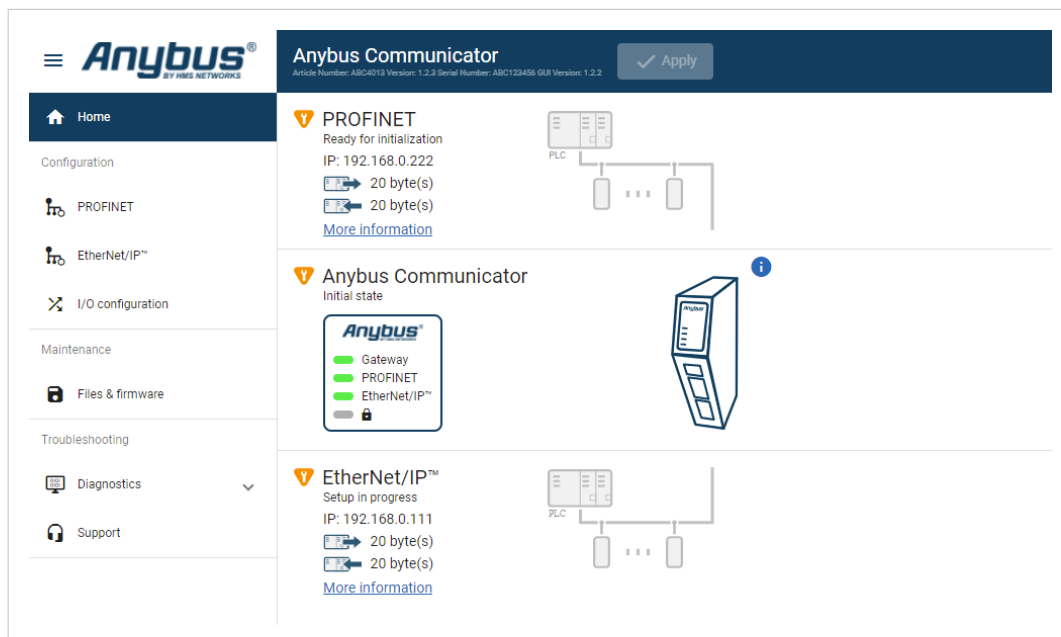 Anybus®
BY HMS NETWORKS
Anybus Communicator
Article Number: ABC4013 Version: 1.2.3 Serial Number: ABC123456 GUI Version: 1.2.2
Apply
Home
Configuration
PROFINET
EtherNet/IP™
I/O configuration
Maintenance
Files & firmware
Troubleshooting
Diagnostics
Support
PROFINET
Ready for initialization
IP: 192.168.0.222
20 byte(s)
20 byte(s)
More information
PLC
Anybus Communicator
Initial state
Anybus®
BY HMS NETWORKS
Gateway
PROFINET
EtherNet/IP™
i
Anybus
EtherNet/IP™
Setup in progress
IP: 192.168.0.111
20 byte(s)
20 byte(s)
More information
PLC